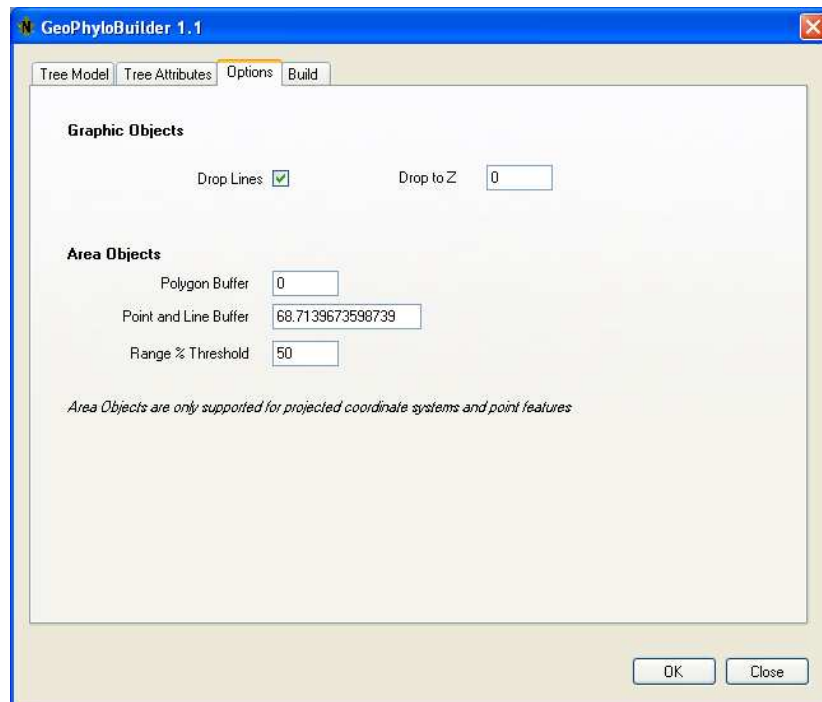 GeoPhyloBuilder 1.1
Tree Model Tree Attributes Options Build
Graphic Objects
Drop Lines Drop to Z 0
Area Objects
Polygon Buffer 0
Point and Line Buffer 68.7139673598739
Range % Threshold 50
Area Objects are only supported for projected coordinate systems and point features
OK Close